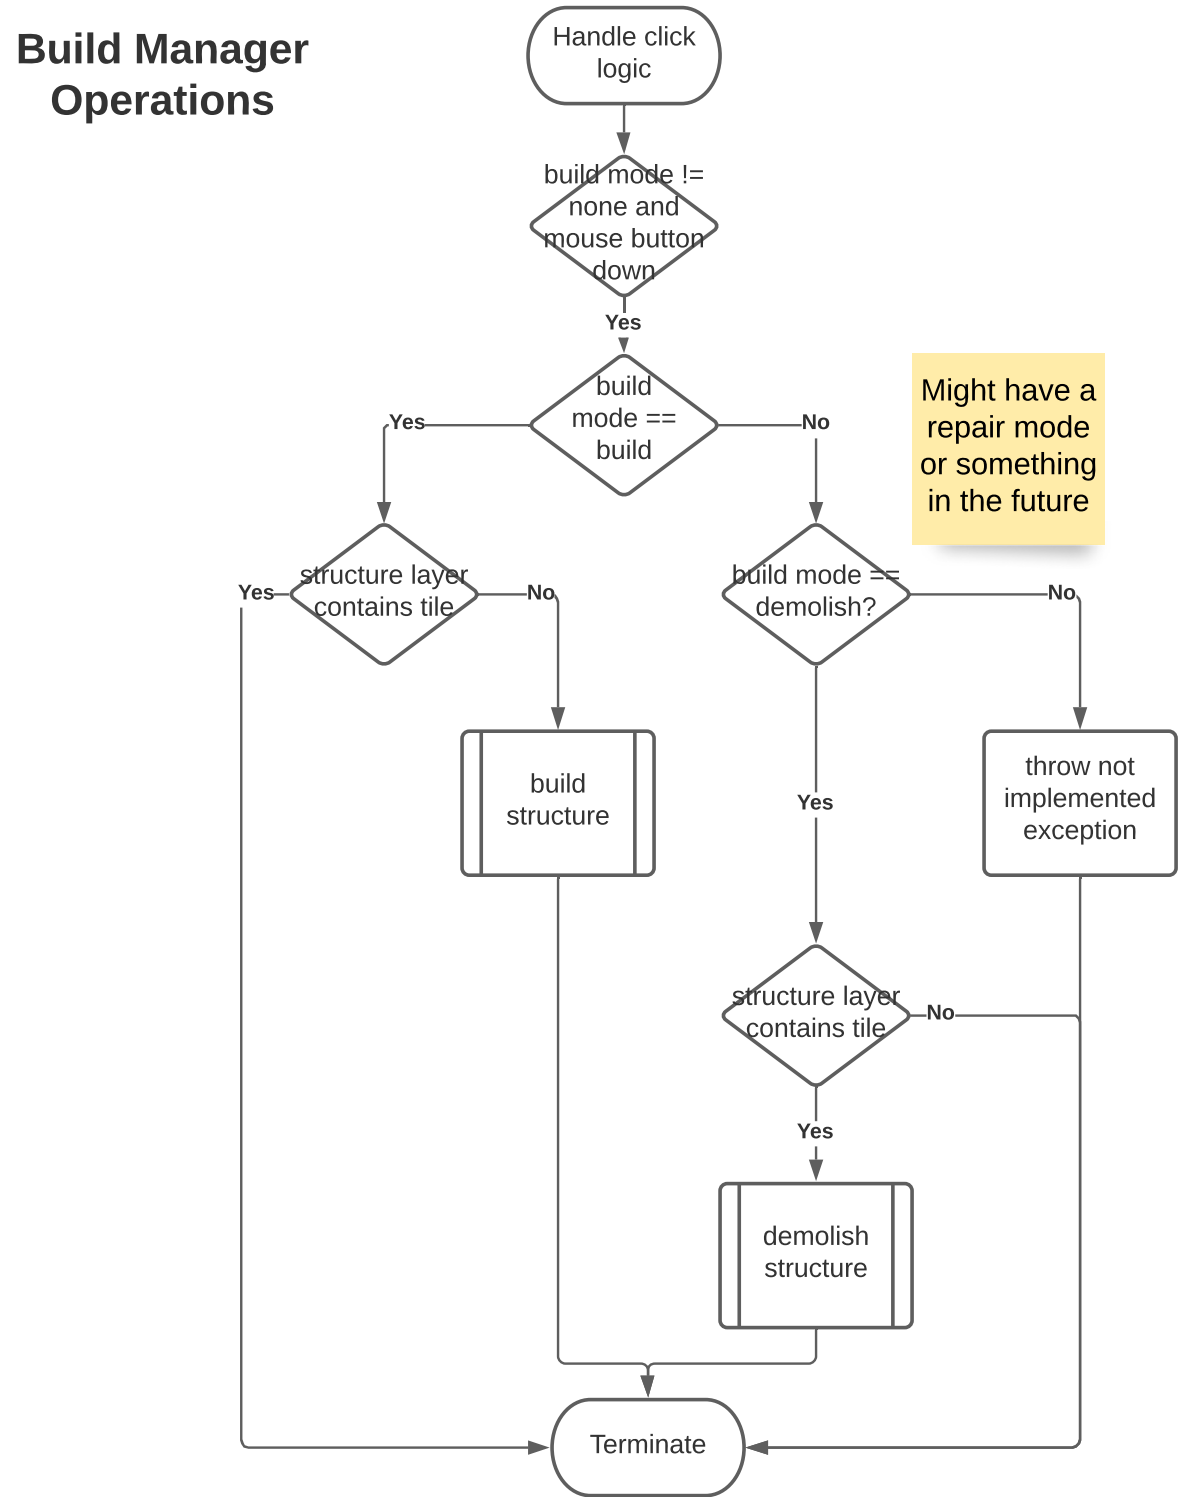 Build Manager
Operations
Handle click
logic
build mode !=
none and
mouse button
down
Yes
build
mode ==
build
Yes
No
Might have a
repair mode
or something
in the future
structure layer
contains tile
Yes
No
build mode ==
demolish?
No
build
structure
Yes
throw not
implemented
exception
structure layer
contains tile
No
Yes
demolish
structure
Terminate